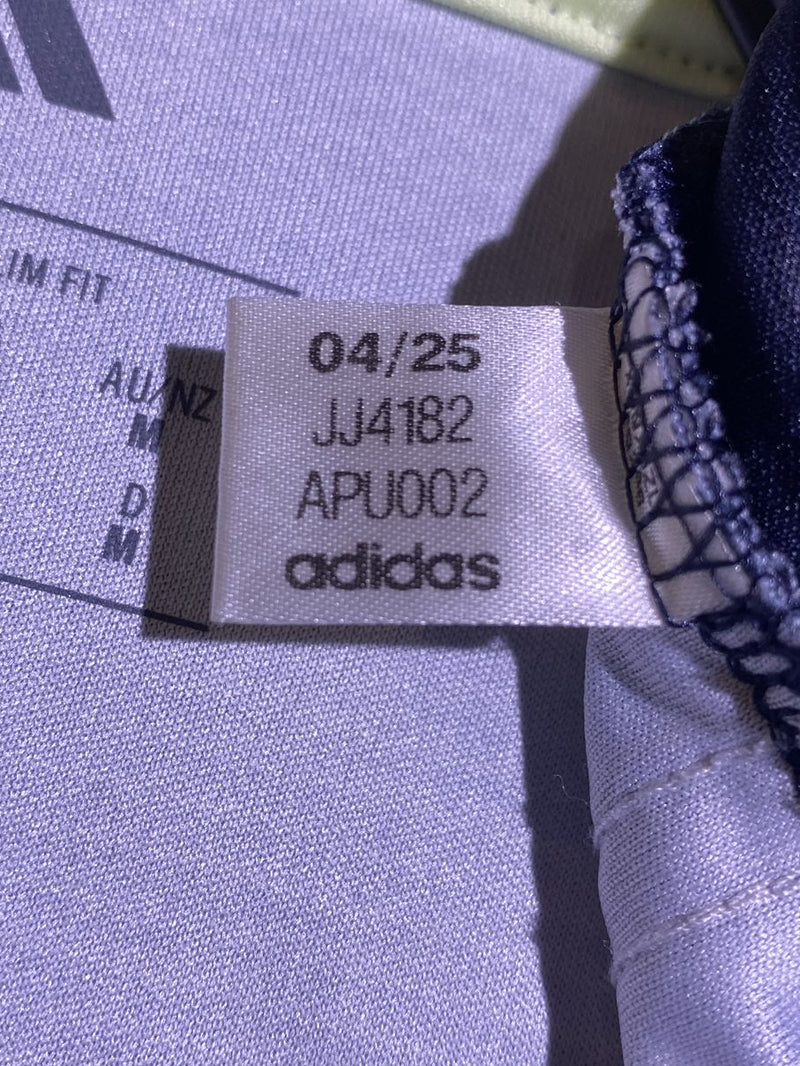 IM FIT
AU/NZ
M
D
M
04/25
JJ4182
APU002
adidas